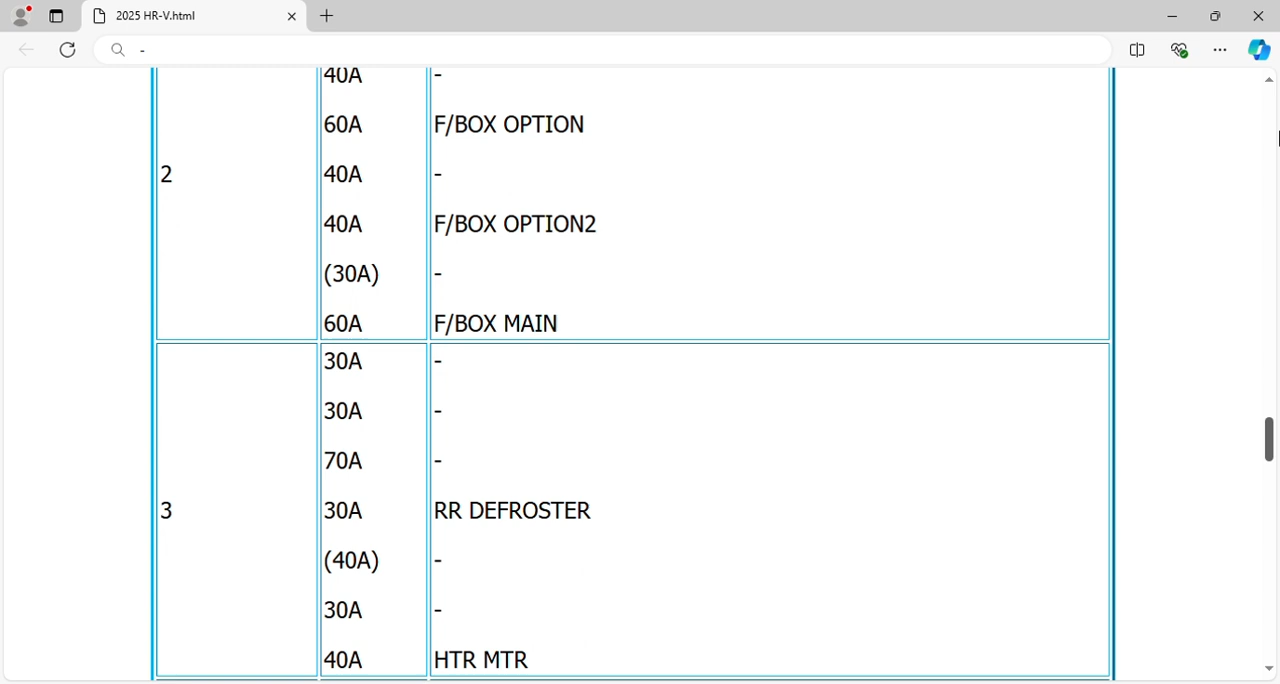 2025 HR-V.html
-
40A -
60A F/BOX OPTION
2 40A -
40A F/BOX OPTION2
(30A) -
60A F/BOX MAIN
30A -
30A -
70A -
3 30A RR DEFROSTER
(40A) -
30A -
40A HTR MTR